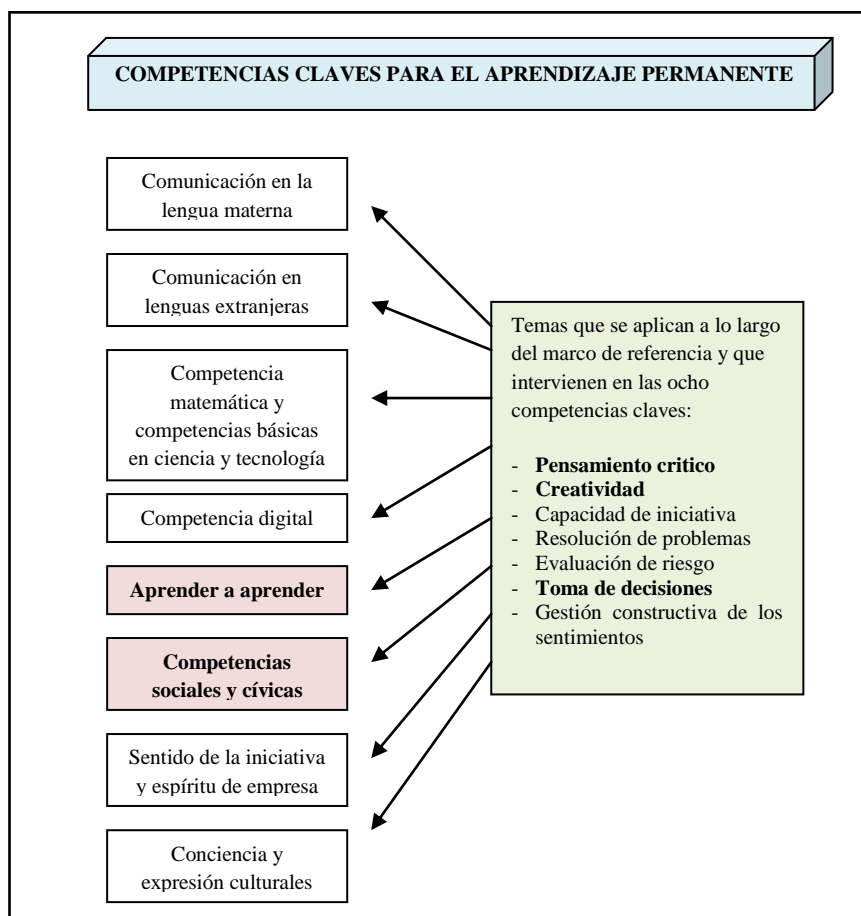 COMPETENCIAS CLAVES PARA EL APRENDIZAJE PERMANENTE
Comunicación en la
lengua materna
Comunicación en
lenguas extranjeras
Competencia
matemática y
competencias básicas
en ciencia y tecnología
Competencia digital
Aprender a aprender
Competencias
sociales y cívicas
Sentido de la iniciativa
y espíritu de empresa
Conciencia y
expresión culturales
Temas que se aplican a lo largo
del marco de referencia y que
intervienen en las ocho
competencias claves:
- Pensamiento critico
- Creatividad
- Capacidad de iniciativa
- Resolución de problemas
- Evaluación de riesgo
- Toma de decisiones
- Gestión constructiva de los
sentimientos